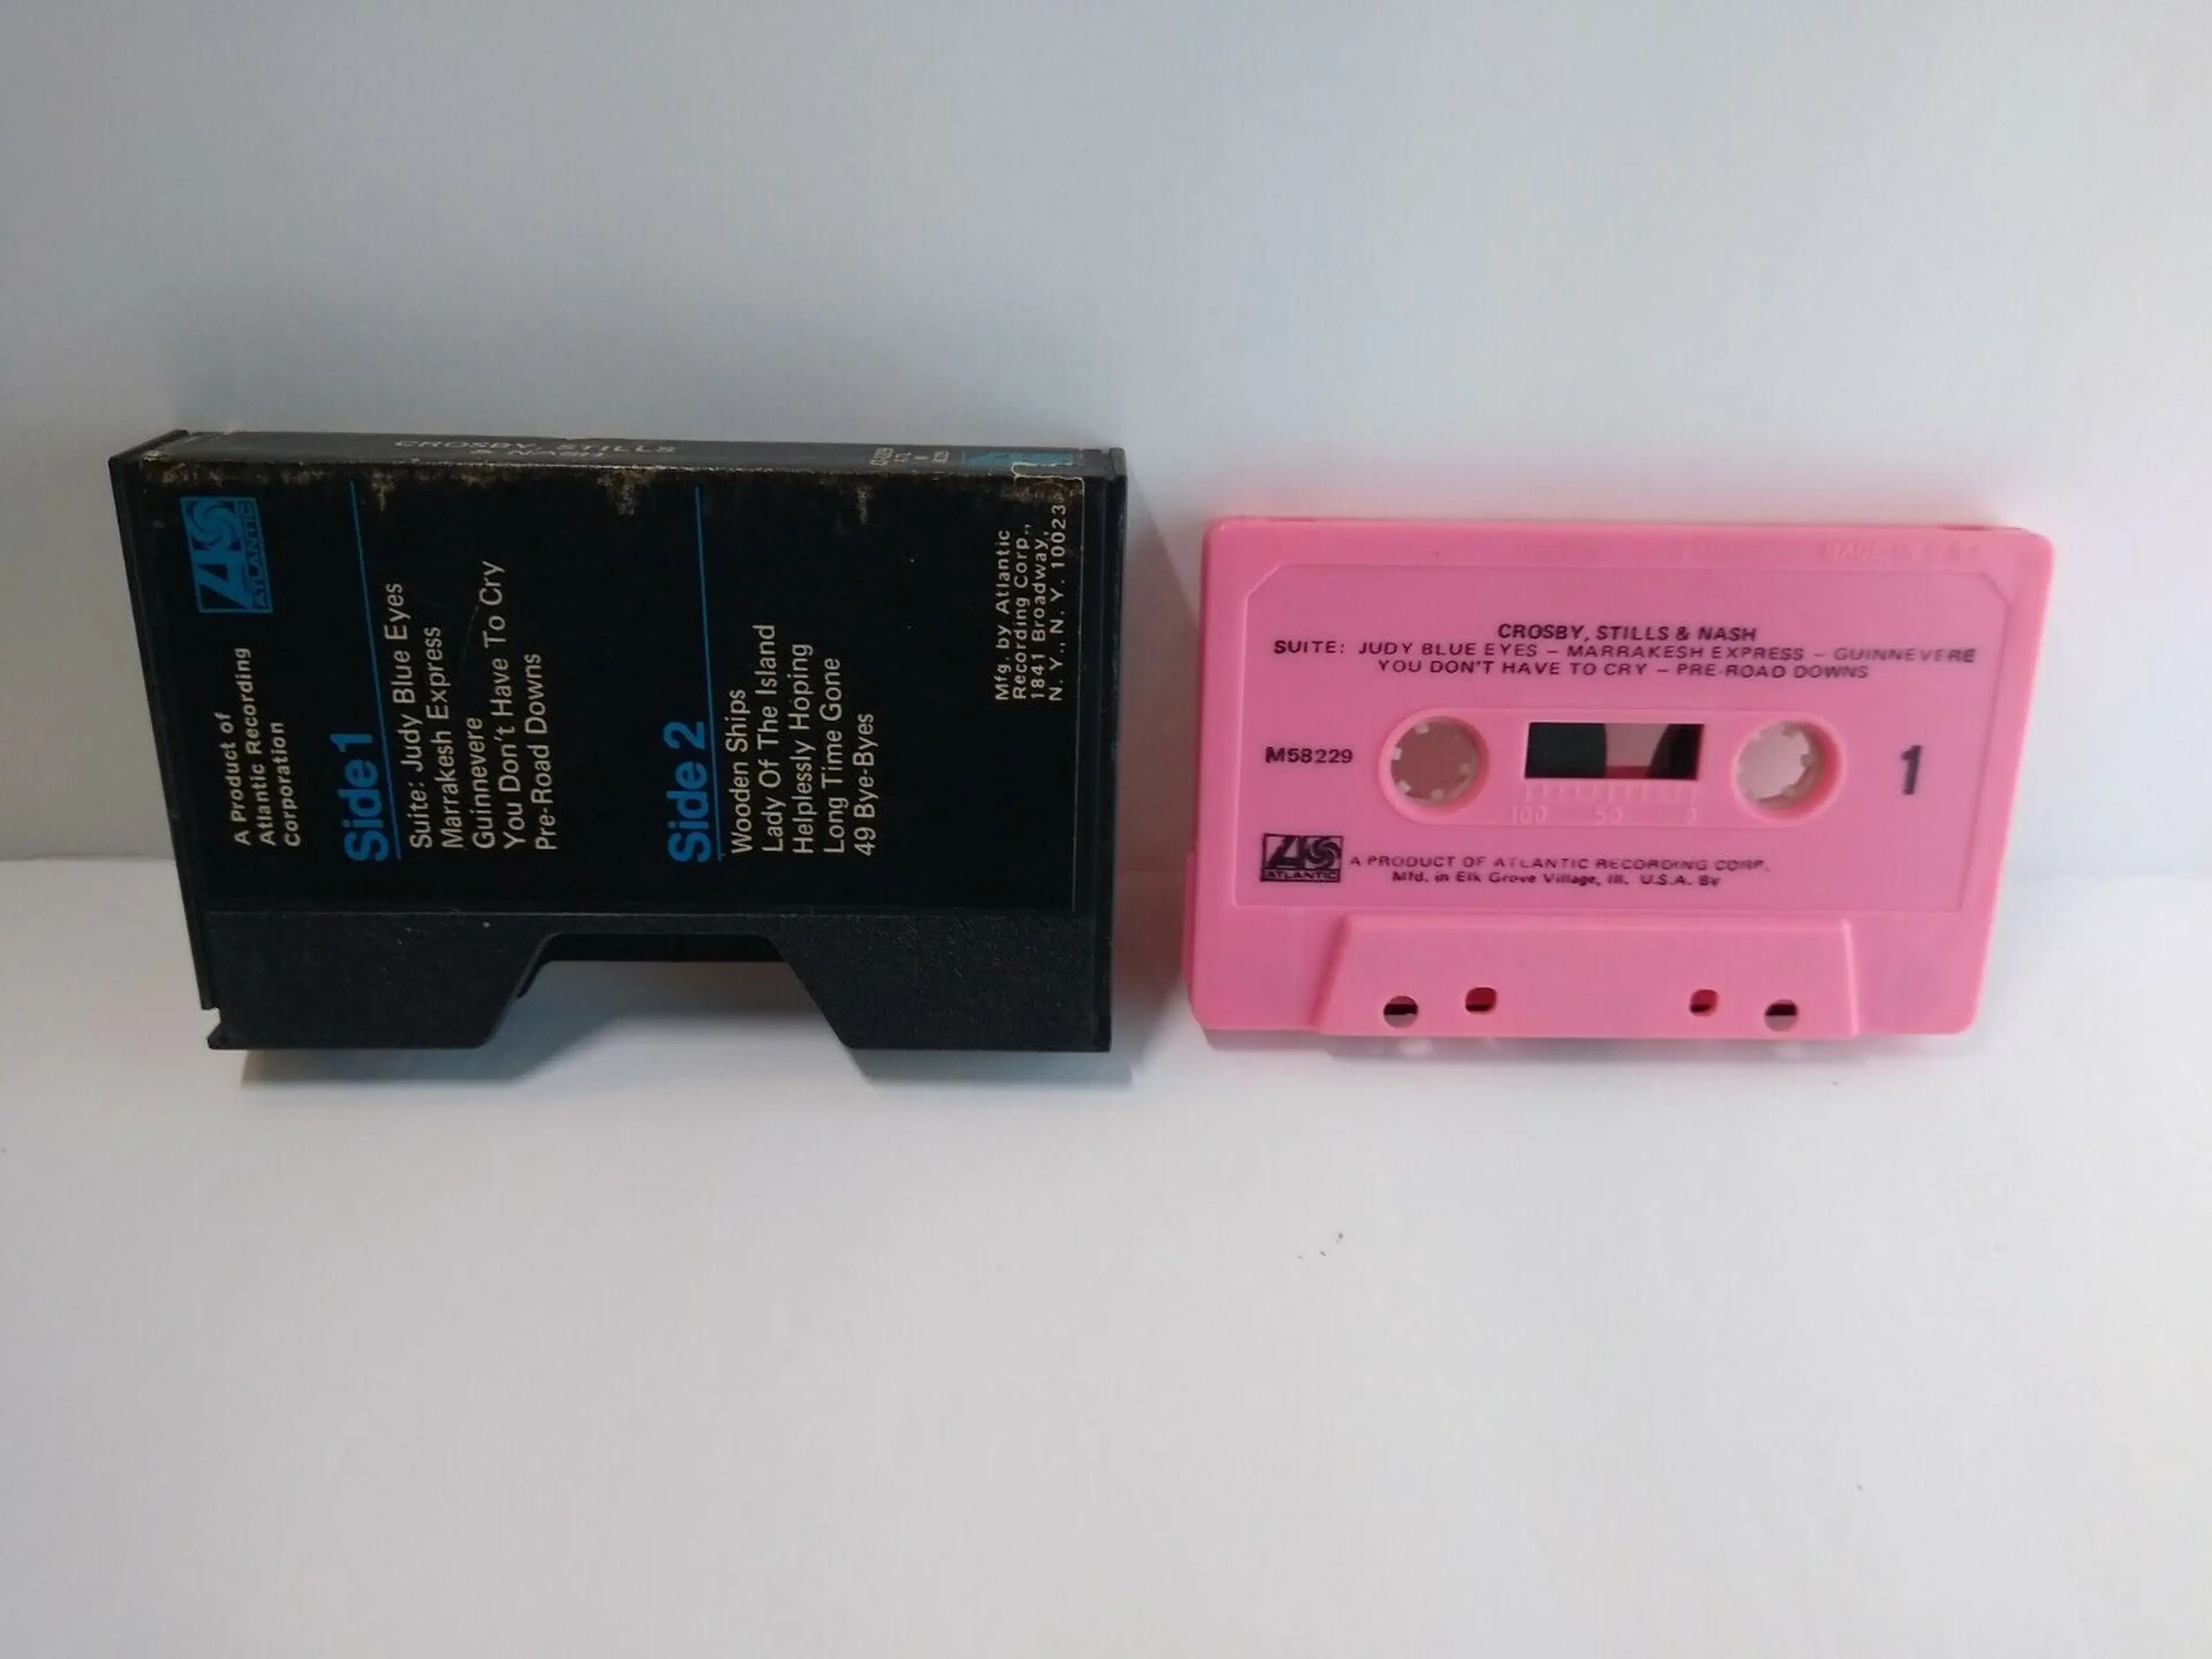 CROSBY, STILLS
& NASH
ATLANTIC
A Product of
Atlantic Recording
Corporation
Side 1
Suite: Judy Blue Eyes
Marrakesh Express
Guinnevere
You Don't Have To Cry
Pre-Road Downs
Side 2
Wooden Ships
Lady Of The Island
Helplessly Hoping
Long Time Gone
49 Bye-Byes
Mfg. by Atlantic
Recording Corp.,
1841 Broadway,
N. Y., N. Y. 10023
MADE IN U.S.A.
CROSBY, STILLS & NASH
SUITE: JUDY BLUE EYES – MARRAKESH EXPRESS – GUINNEVERE
YOU DON'T HAVE TO CRY – PRE-ROAD DOWNS
M58229
1
100 50 0
ATLANTIC
A PRODUCT OF ATLANTIC RECORDING CORP.
Mfd. in Elk Grove Village, Ill. U.S.A. By